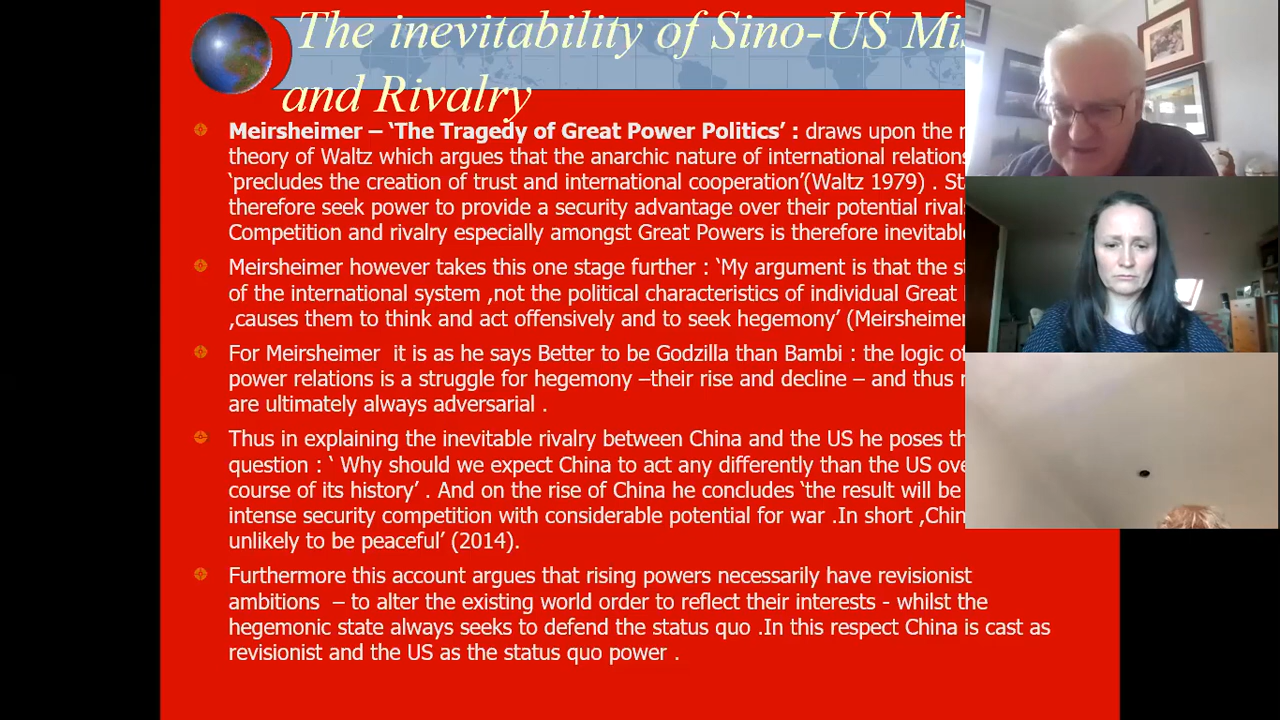 The inevitability of Sino-US
and Rivalry
Meirsheimer – ‘The Tragedy of Great Power Politics’ : draws upon the
theory of Waltz which argues that the anarchic nature of international relations
‘precludes the creation of trust and international cooperation’(Waltz 1979) .
therefore seek power to provide a security advantage over their potential
Competition and rivalry especially amongst Great Powers is therefore
Meirsheimer however takes this one stage further : ‘My argument is that the
of the international system ,not the political characteristics of individual Great
,causes them to think and act offensively and to seek hegemony’ (Meirsheimer
For Meirsheimer it is as he says Better to be Godzilla than Bambi : the logic of
power relations is a struggle for hegemony –their rise and decline – and thus
are ultimately always adversarial .
Thus in explaining the inevitable rivalry between China and the US he poses
question : ‘ Why should we expect China to act any differently than the US
course of its history’ . And on the rise of China he concludes ‘the result will be
intense security competition with considerable potential for war .In short
unlikely to be peaceful’ (2014).
Furthermore this account argues that rising powers necessarily have revisionist
ambitions – to alter the existing world order to reflect their interests - whilst the
hegemonic state always seeks to defend the status quo .In this respect China is cast as
revisionist and the US as the status quo power .